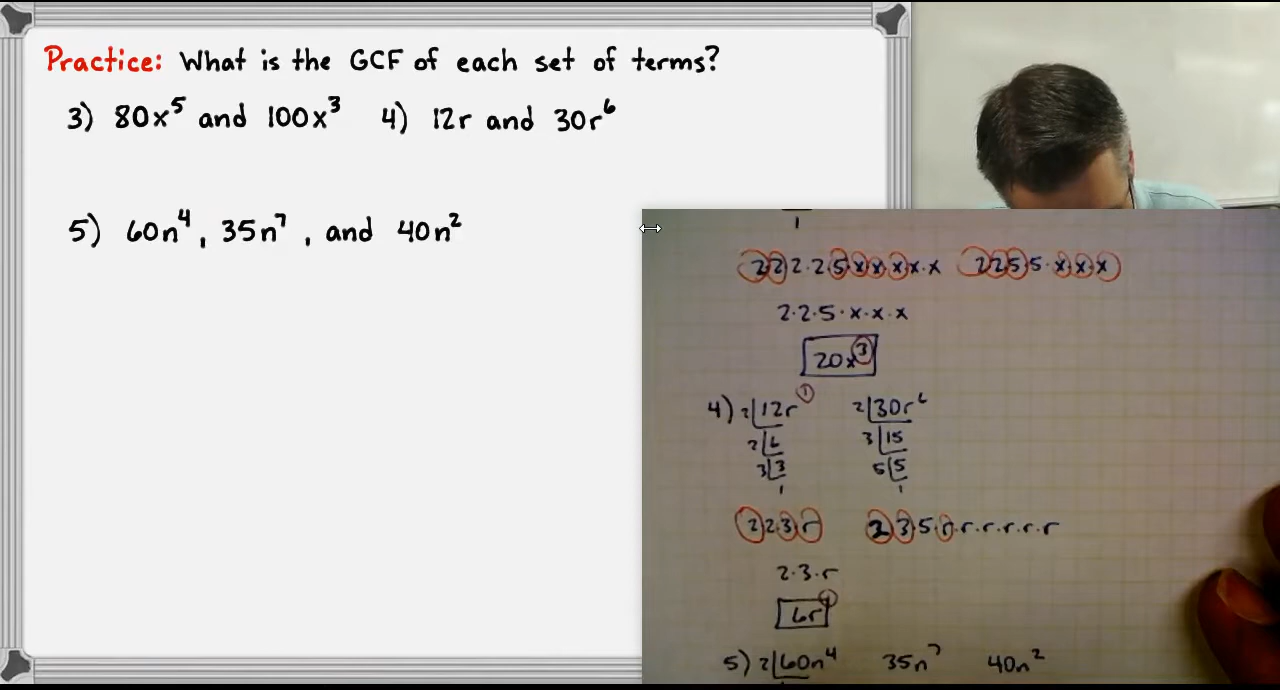 Practice: What is the GCF of each set of terms?
3) 80x⁵ and 100x³ 4) 12r and 30r⁶
5) 60n⁴, 35n⁷, and 40n²
1
2·2·2·2·5·x·x·x·x·x 2·2·5·5·x·x·x
2·2·5·x·x·x
20x³
4) 2|12r¹ 2|30r⁶
2|6 3|15
3|3 5|5
1 1
2·2·3·r 2·3·5·r·r·r·r·r·r
2·3·r
6r¹
5) 2|60n⁴ 35n⁷ 40n²